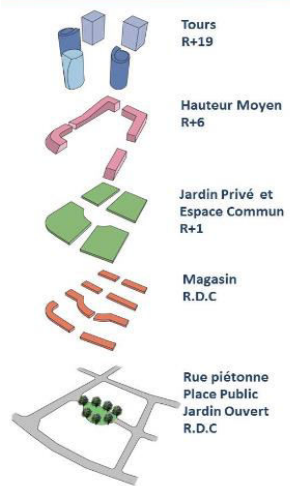 Tours
R+19
Hauteur Moyen
R+6
Jardin Privé et
Espace Commun
R+1
Magasin
R.D.C
Rue piétonne
Place Public
Jardin Ouvert
R.D.C